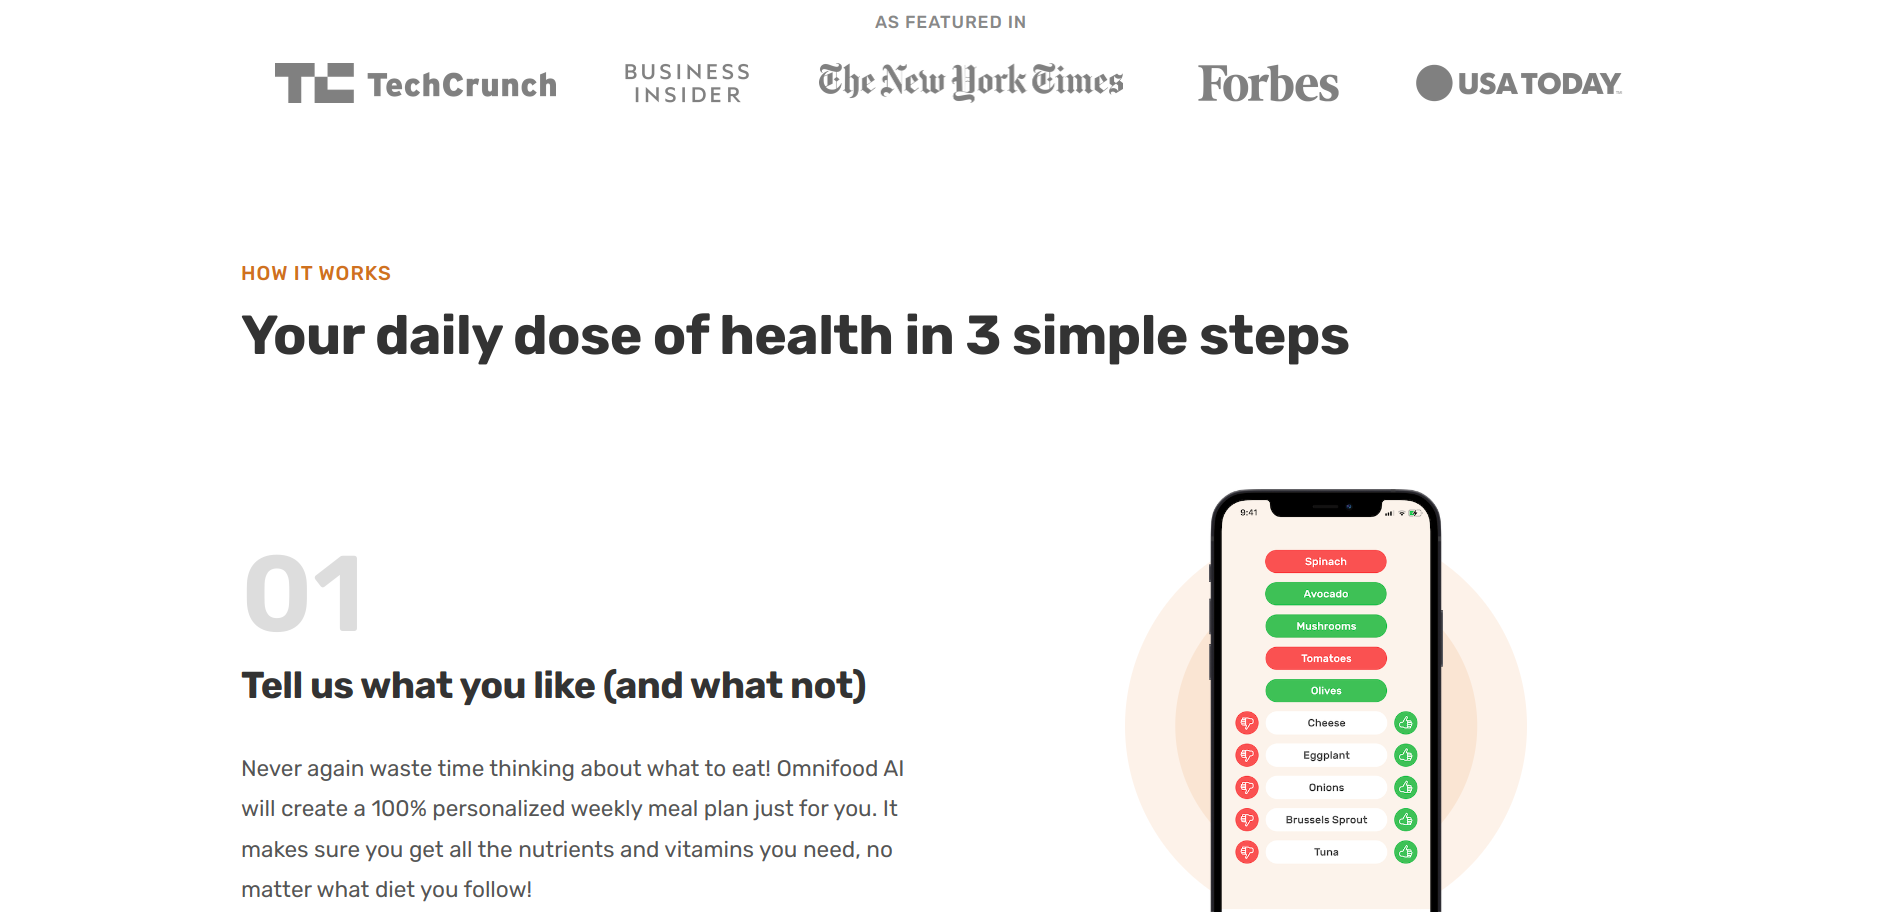 AS FEATURED IN
TC TechCrunch
BUSINESS
INSIDER
The New York Times
Forbes
USA TODAY
HOW IT WORKS
Your daily dose of health in 3 simple steps
01
Tell us what you like (and what not)
Never again waste time thinking about what to eat! Omnifood AI
will create a 100% personalized weekly meal plan just for you. It
makes sure you get all the nutrients and vitamins you need, no
matter what diet you follow!
9:41
Spinach
Avocado
Mushrooms
Tomatoes
Olives
Cheese
Eggplant
Onions
Brussels Sprout
Tuna